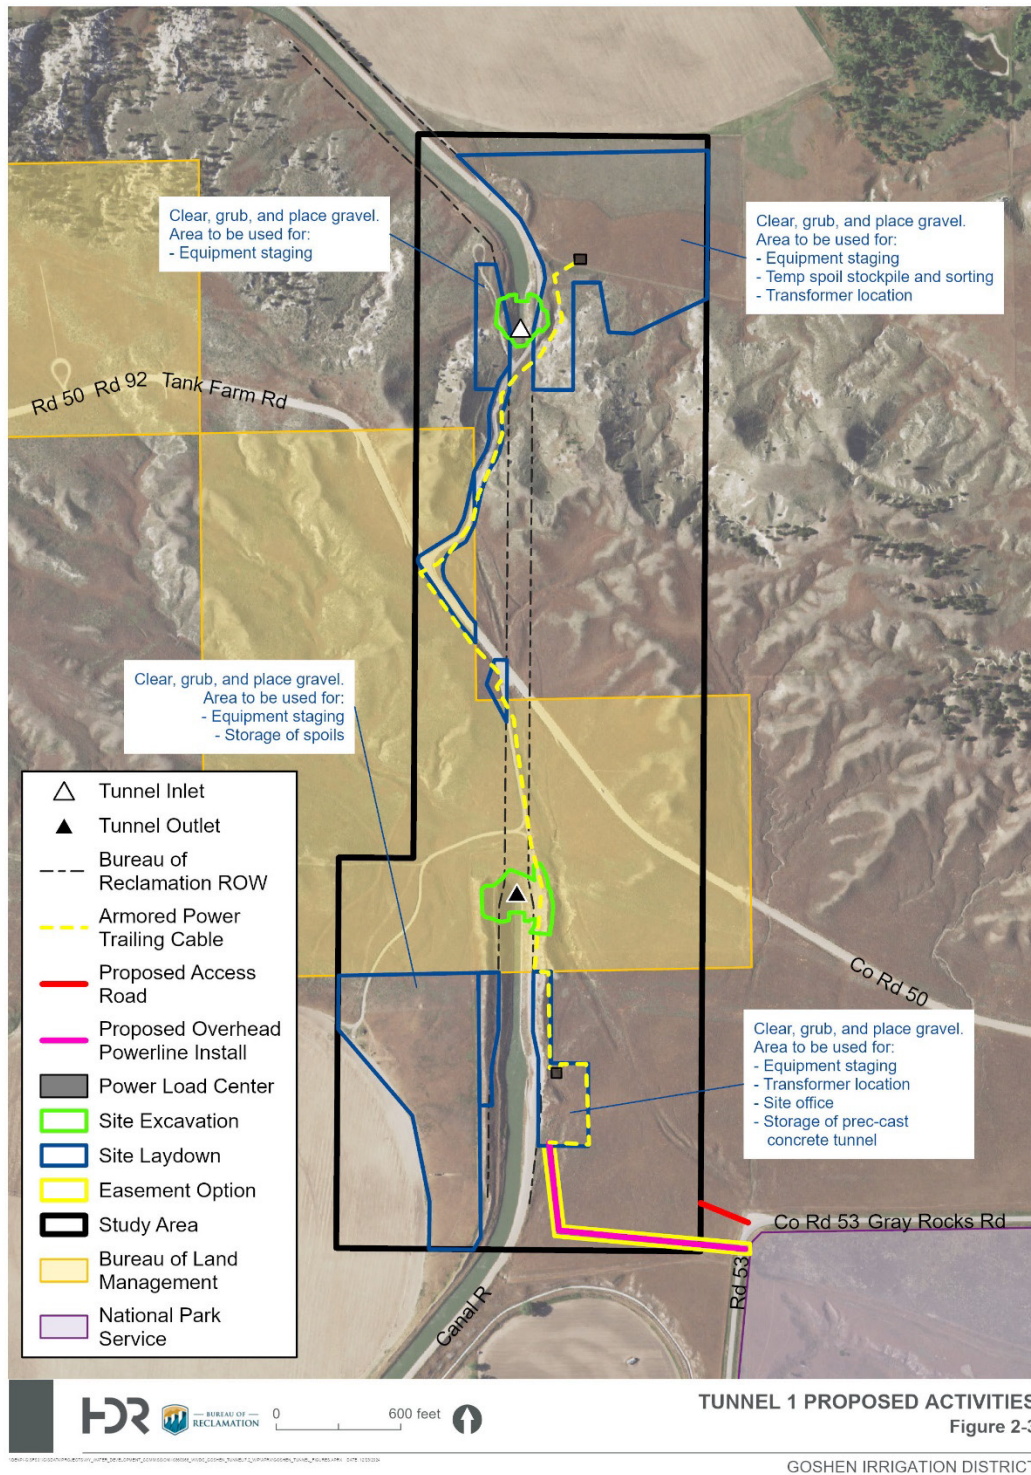 Clear, grub, and place gravel.
Area to be used for:
- Equipment staging
Clear, grub, and place gravel.
Area to be used for:
- Equipment staging
- Temp spoil stockpile and sorting
- Transformer location
Rd 50 Rd 92 Tank Farm Rd
Clear, grub, and place gravel.
Area to be used for:
- Equipment staging
- Storage of spoils
Co Rd 50
Clear, grub, and place gravel.
Area to be used for:
- Equipment staging
- Transformer location
- Site office
- Storage of prec-cast
concrete tunnel
Co Rd 53 Gray Rocks Rd
Rd 53
Canal R
Tunnel Inlet
Tunnel Outlet
Bureau of
Reclamation ROW
Armored Power
Trailing Cable
Proposed Access
Road
Proposed Overhead
Powerline Install
Power Load Center
Site Excavation
Site Laydown
Easement Option
Study Area
Bureau of Land
Management
National Park
Service
HDR
BUREAU OF
RECLAMATION
0 600 feet
TUNNEL 1 PROPOSED ACTIVITIES
Figure 2-3
GOSHEN IRRIGATION DISTRICT